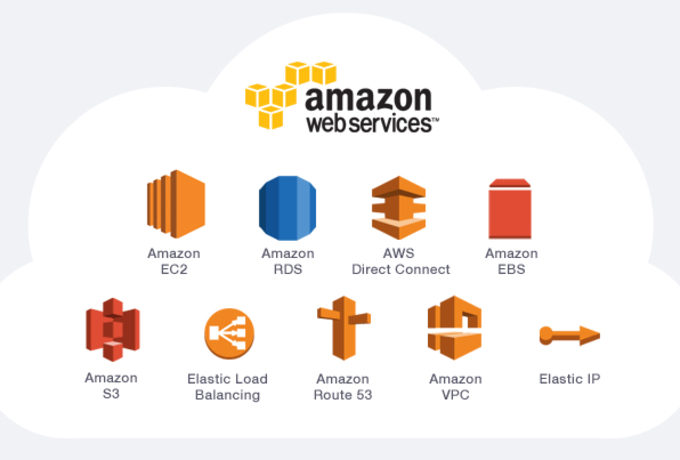 amazon
webservices™
Amazon
EC2
Amazon
RDS
AWS
Direct Connect
Amazon
EBS
Amazon
S3
Elastic Load
Balancing
Amazon
Route 53
Amazon
VPC
Elastic IP